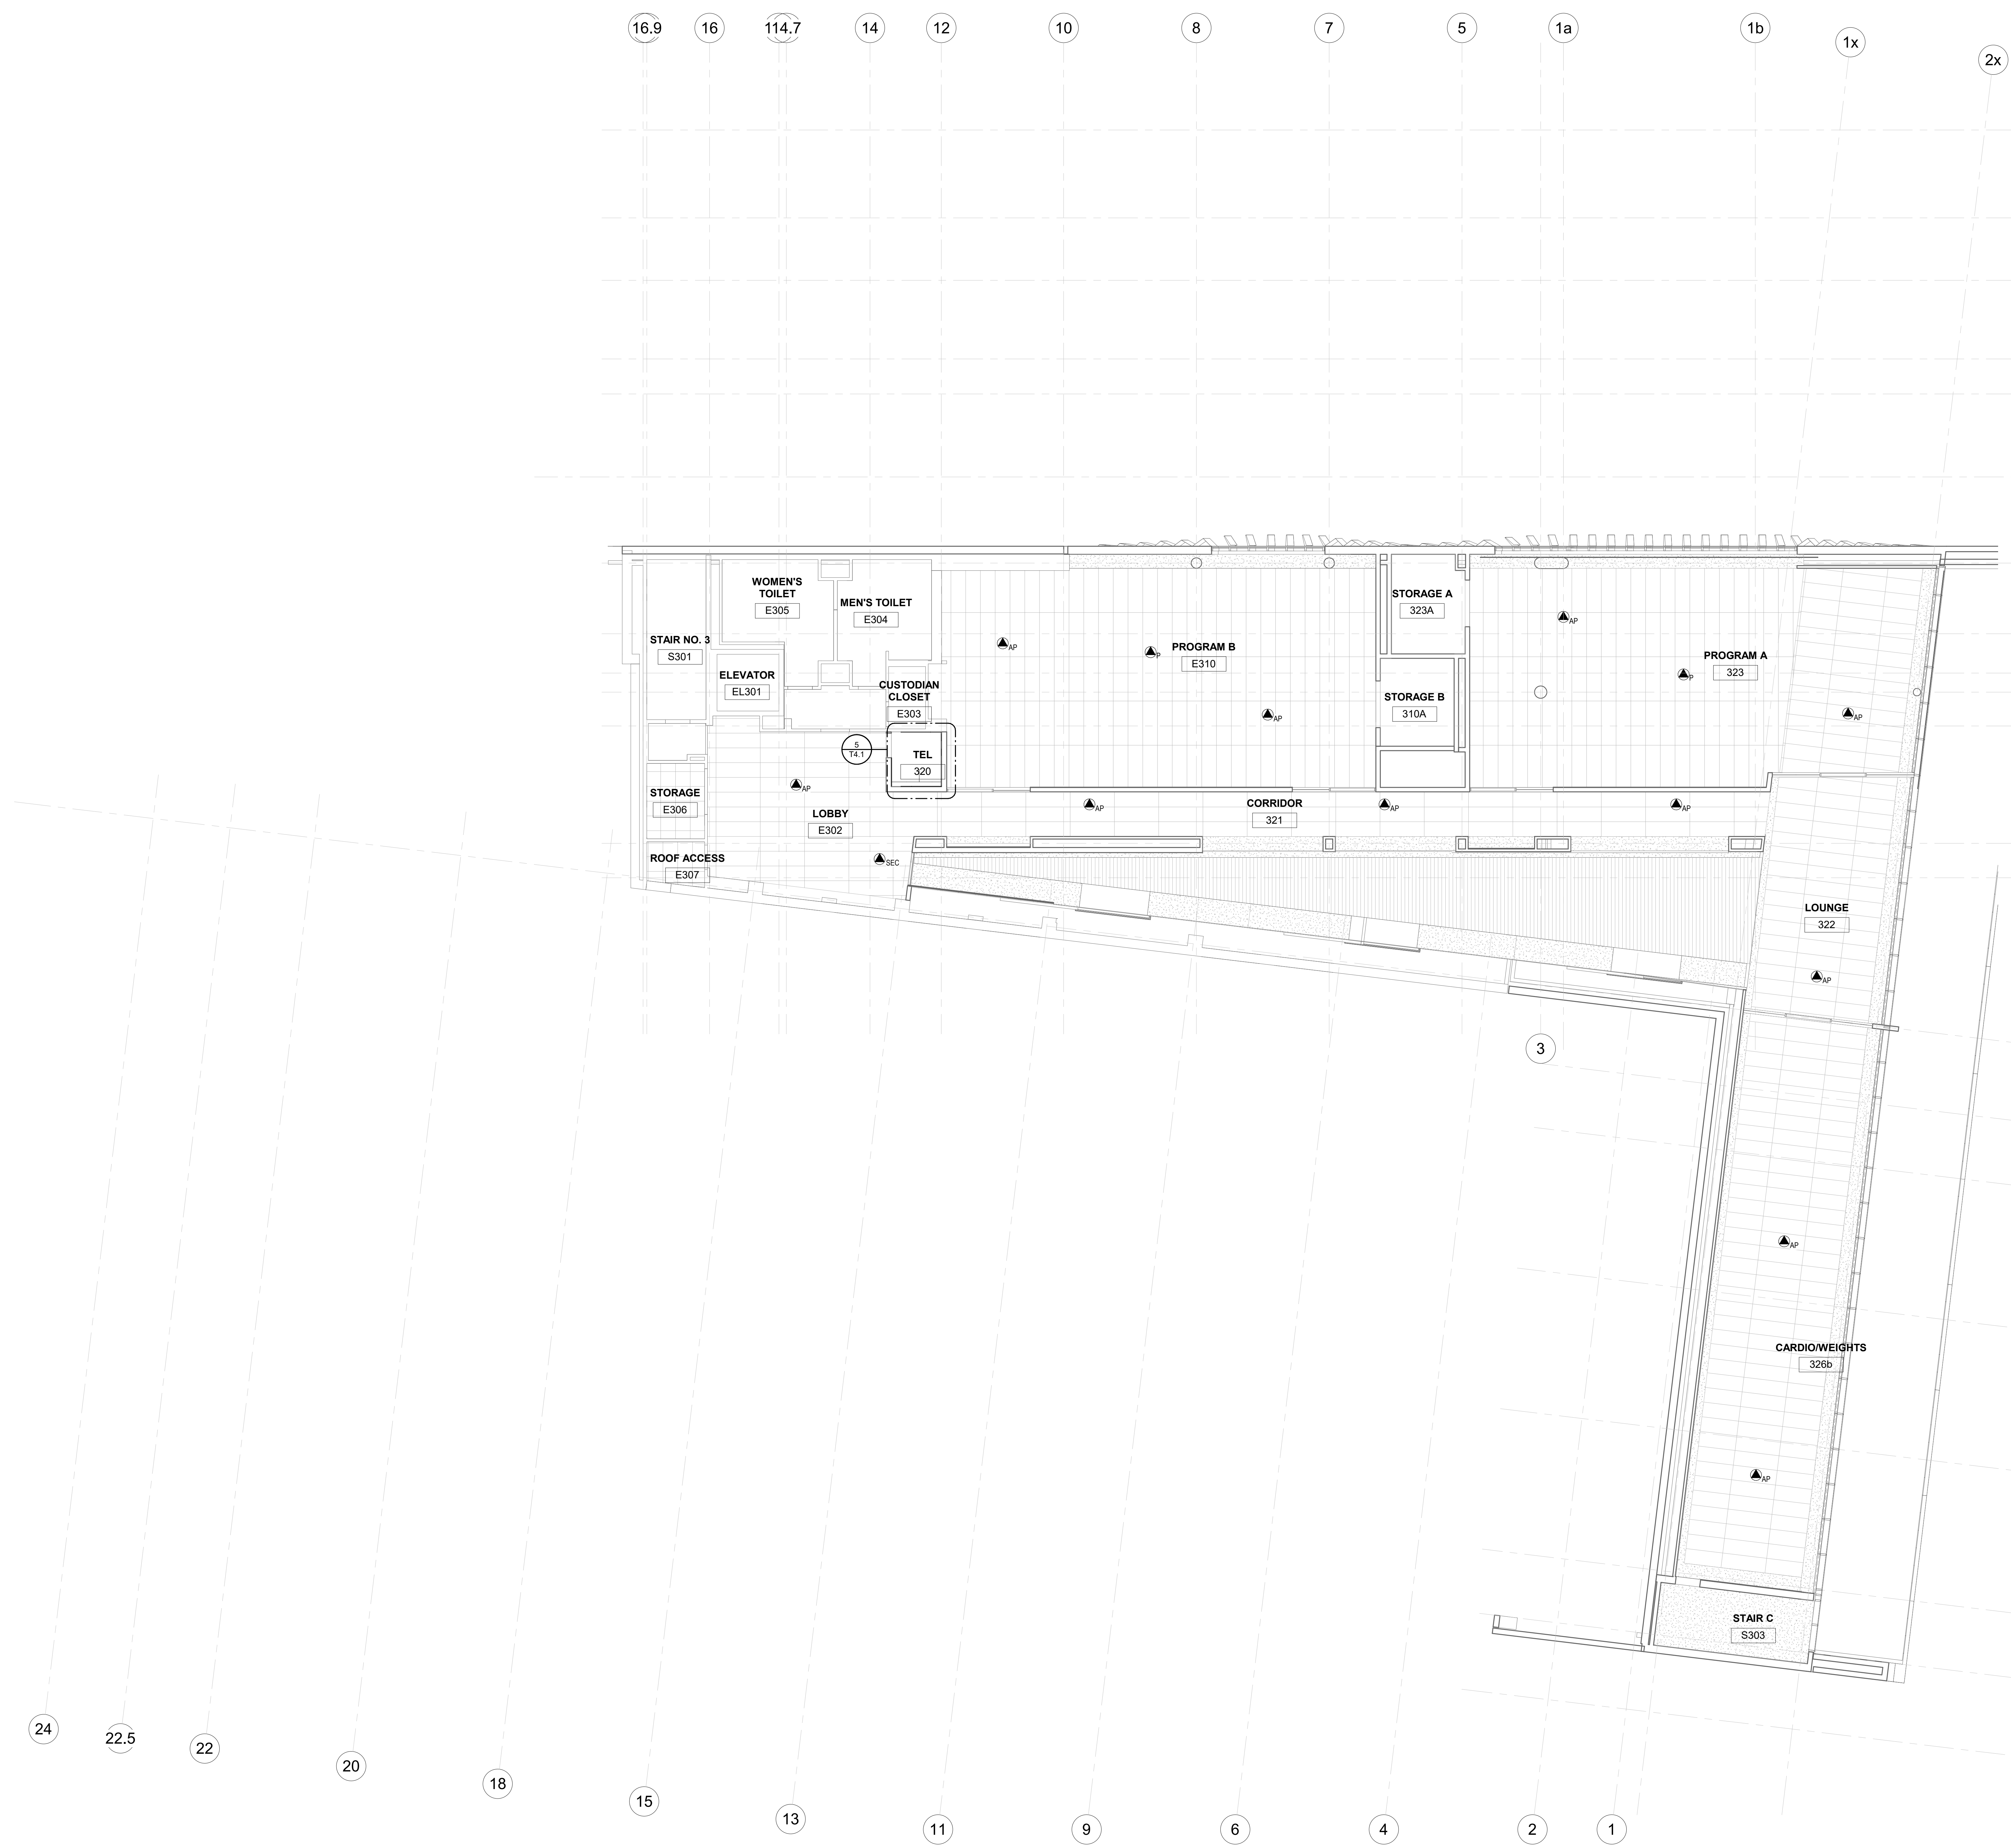 16.9
16
114.7
14
12
10
8
7
5
1a
1b
1x
2x
WOMEN'S
TOILET
E305
MEN'S TOILET
E304
STORAGE A
323A
AP
STAIR NO. 3
S301
AP
P
PROGRAM B
E310
PROGRAM A
323
P
ELEVATOR
EL301
CUSTODIAN
CLOSET
E303
AP
STORAGE B
310A
AP
5
T4.1
TEL
320
AP
STORAGE
E306
LOBBY
E302
AP
CORRIDOR
321
AP
AP
ROOF ACCESS
E307
SEC
LOUNGE
322
AP
3
AP
CARDIO/WEIGHTS
326b
AP
STAIR C
S303
24
22.5
22
20
18
15
13
11
9
6
4
2
1